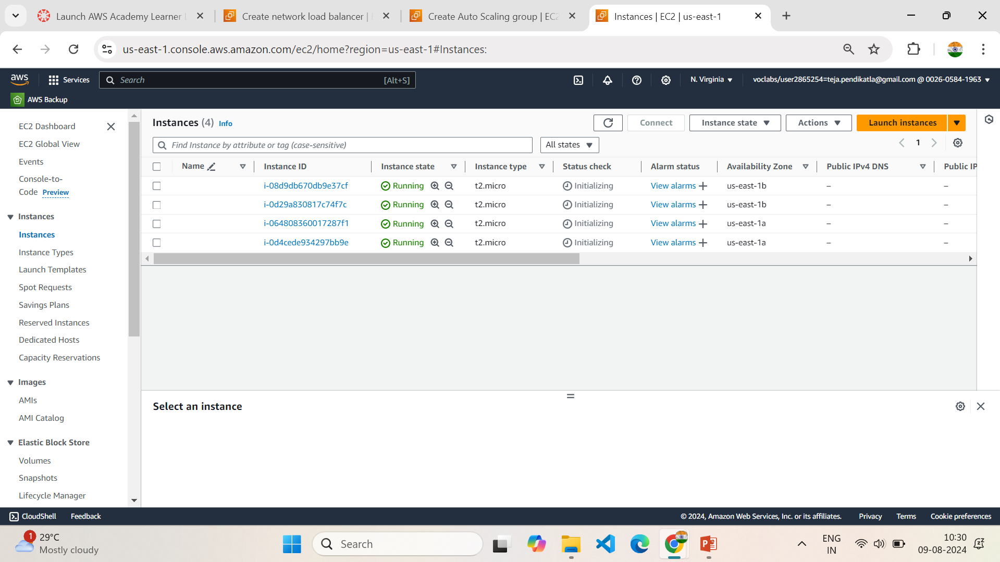 Launch AWS Academy Learner
Create network load balancer |
Create Auto Scaling group | EC2
Instances | EC2 | us-east-1
us-east-1.console.aws.amazon.com/ec2/home?region=us-east-1#Instances:
aws
Services
Search
[Alt+S]
N. Virginia
voclabs/user2865254=teja.pendikatla@gmail.com @ 0026-0584-1963
AWS Backup
EC2 Dashboard
EC2 Global View
Events
Console-to-
Code Preview
Instances
Instances
Instance Types
Launch Templates
Spot Requests
Savings Plans
Reserved Instances
Dedicated Hosts
Capacity Reservations
Images
AMIs
AMI Catalog
Elastic Block Store
Volumes
Snapshots
Lifecycle Manager
Instances (4) Info
Connect
Instance state
Actions
Launch instances
Find Instance by attribute or tag (case-sensitive)
All states
1
Name Instance ID Instance state Instance type Status check Alarm status Availability Zone Public IPv4 DNS Public IP
i-08d9db670db9e37cf Running t2.micro Initializing View alarms + us-east-1b – –
i-0d29a830817c74f7c Running t2.micro Initializing View alarms + us-east-1b – –
i-064808360017287f1 Running t2.micro Initializing View alarms + us-east-1a – –
i-0d4cede934297bb9e Running t2.micro Initializing View alarms + us-east-1a – –
Select an instance
CloudShell
Feedback
© 2024, Amazon Web Services, Inc. or its affiliates.
Privacy
Terms
Cookie preferences
1
29°C
Mostly cloudy
Search
ENG
IN
10:30
09-08-2024